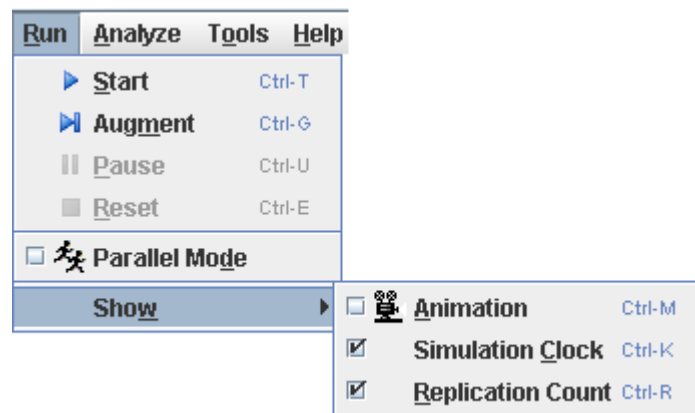 Run Analyze Tools Help
Start Ctrl-T
Augment Ctrl-G
Pause Ctrl-U
Reset Ctrl-E
Parallel Mode
Show
Animation Ctrl-M
Simulation Clock Ctrl-K
Replication Count Ctrl-R